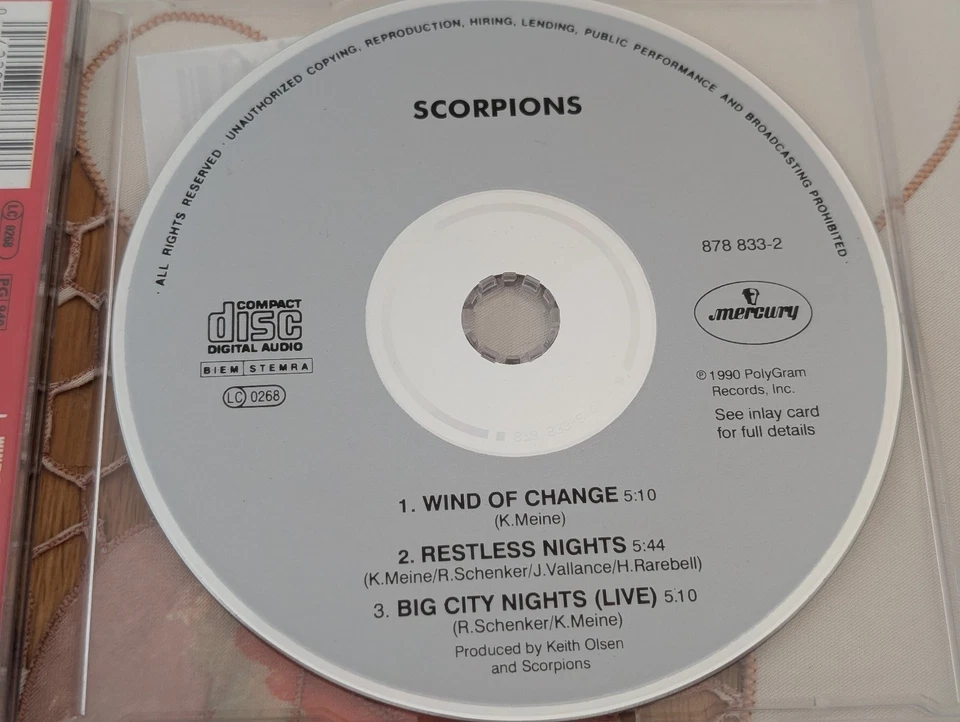 · ALL RIGHTS RESERVED · UNAUTHORIZED COPYING, REPRODUCTION, HIRING, LENDING, PUBLIC PERFORMANCE AND BROADCASTING PROHIBITED ·
SCORPIONS
878 833-2
mercury
COMPACT
disc
DIGITAL AUDIO
BIEM STEMRA
LC 0268
℗ 1990 PolyGram
Records, Inc.
See inlay card
for full details
1. WIND OF CHANGE 5:10
(K.Meine)
2. RESTLESS NIGHTS 5:44
(K.Meine/R.Schenker/J.Vallance/H.Rarebell)
3. BIG CITY NIGHTS (LIVE) 5:10
(R.Schenker/K.Meine)
Produced by Keith Olsen
and Scorpions
LC 0268